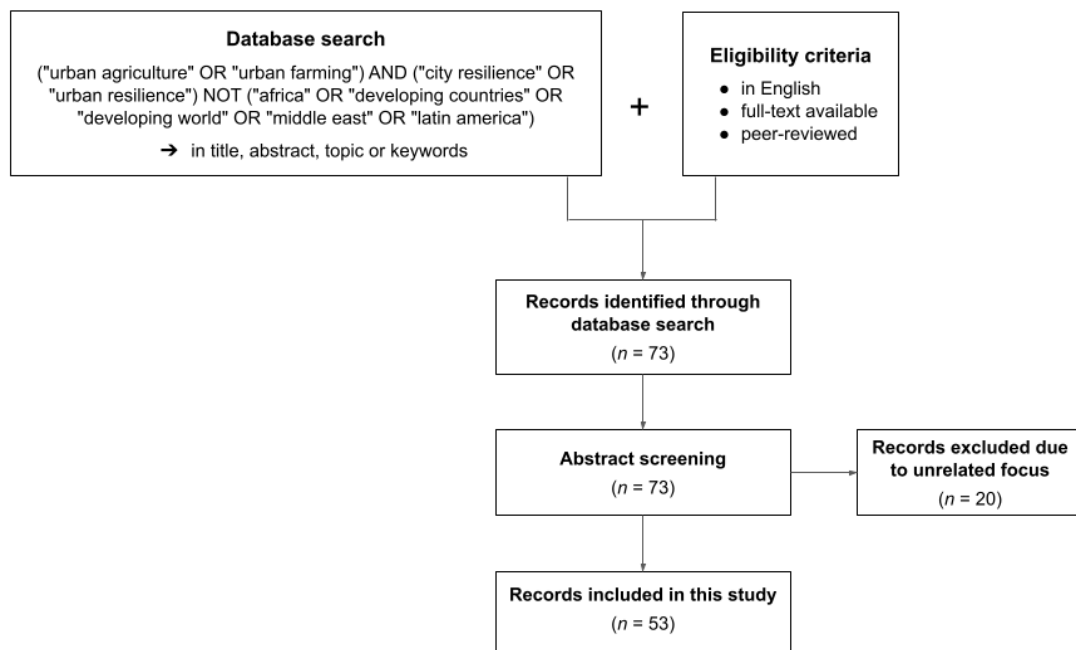 Database search
("urban agriculture" OR "urban farming") AND ("city resilience" OR
"urban resilience") NOT ("africa" OR "developing countries" OR
"developing world" OR "middle east" OR "latin america")
➔ in title, abstract, topic or keywords
+
Eligibility criteria
● in English
● full-text available
● peer-reviewed
Records identified through
database search
(n = 73)
Abstract screening
(n = 73)
Records excluded due
to unrelated focus
(n = 20)
Records included in this study
(n = 53)